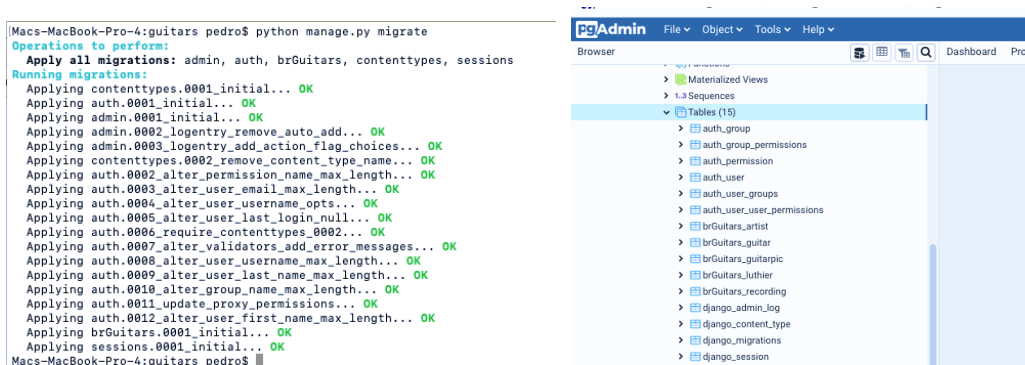 [Macs-MacBook-Pro-4:guitars pedro$ python manage.py migrate
Operations to perform:
Apply all migrations: admin, auth, brGuitars, contenttypes, sessions
Running migrations:
Applying contenttypes.0001_initial... OK
Applying auth.0001_initial... OK
Applying admin.0001_initial... OK
Applying admin.0002_logentry_remove_auto_add... OK
Applying admin.0003_logentry_add_action_flag_choices... OK
Applying contenttypes.0002_remove_content_type_name... OK
Applying auth.0002_alter_permission_name_max_length... OK
Applying auth.0003_alter_user_email_max_length... OK
Applying auth.0004_alter_user_username_opts... OK
Applying auth.0005_alter_user_last_login_null... OK
Applying auth.0006_require_contenttypes_0002... OK
Applying auth.0007_alter_validators_add_error_messages... OK
Applying auth.0008_alter_user_username_max_length... OK
Applying auth.0009_alter_user_last_name_max_length... OK
Applying auth.0010_alter_group_name_max_length... OK
Applying auth.0011_update_proxy_permissions... OK
Applying auth.0012_alter_user_first_name_max_length... OK
Applying brGuitars.0001_initial... OK
Applying sessions.0001_initial... OK
Macs-MacBook-Pro-4:guitars pedro$
pgAdmin File Object Tools Help
Browser Dashboard
Materialized Views
1..3 Sequences
Tables (15)
auth_group
auth_group_permissions
auth_permission
auth_user
auth_user_groups
auth_user_user_permissions
brGuitars_artist
brGuitars_guitar
brGuitars_guitarpic
brGuitars_luthier
brGuitars_recording
django_admin_log
django_content_type
django_migrations
django_session